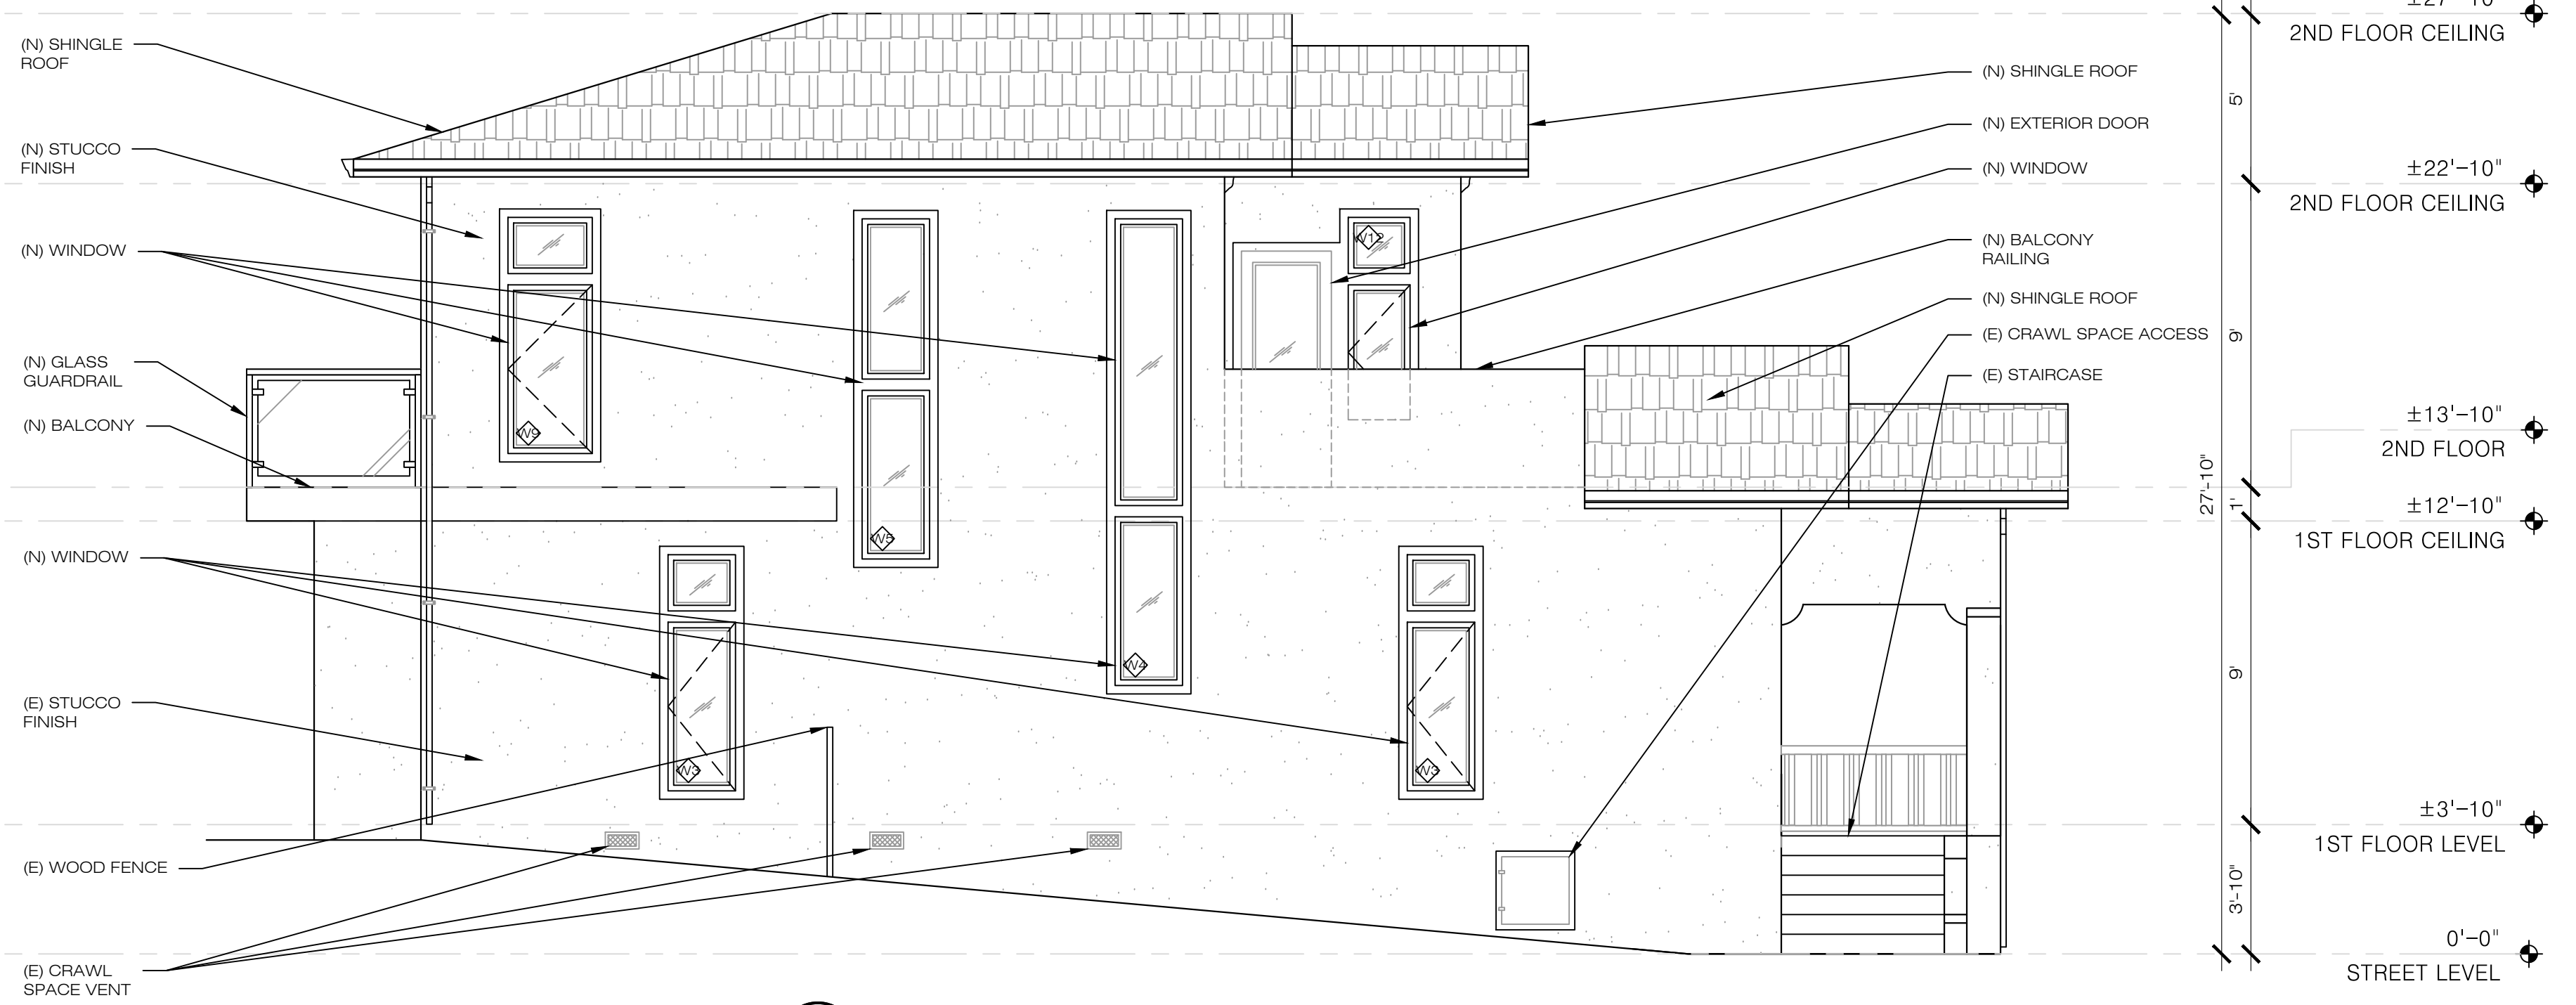 (N) SHINGLE
ROOF
(N) STUCCO
FINISH
(N) WINDOW
(N) GLASS
GUARDRAIL
(N) BALCONY
(N) WINDOW
(E) STUCCO
FINISH
(E) WOOD FENCE
(E) CRAWL
SPACE VENT
W9
W5
W4
W12
W3
W3
(N) SHINGLE ROOF
(N) EXTERIOR DOOR
(N) WINDOW
(N) BALCONY
RAILING
(N) SHINGLE ROOF
(E) CRAWL SPACE ACCESS
(E) STAIRCASE
27'-10"
5'
9'
1'
9'
3'-10"
±27'-10"
2ND FLOOR CEILING
±22'-10"
2ND FLOOR CEILING
±13'-10"
2ND FLOOR
±12'-10"
1ST FLOOR CEILING
±3'-10"
1ST FLOOR LEVEL
0'-0"
STREET LEVEL